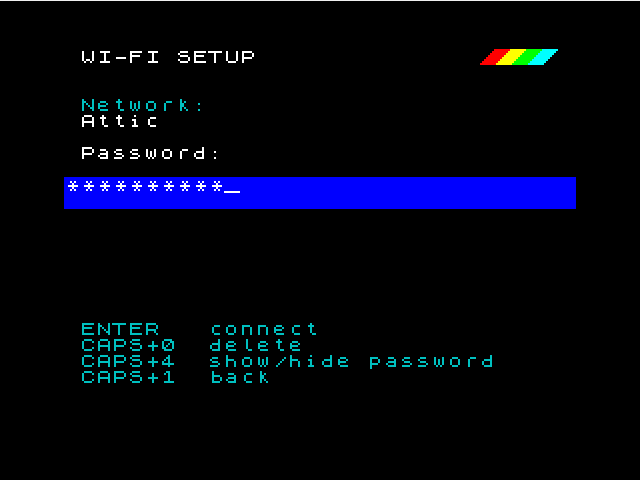 WI-FI SETUP
Network:
Attic
Password:
**********_
ENTER connect
CAPS+0 delete
CAPS+4 show/hide password
CAPS+1 back